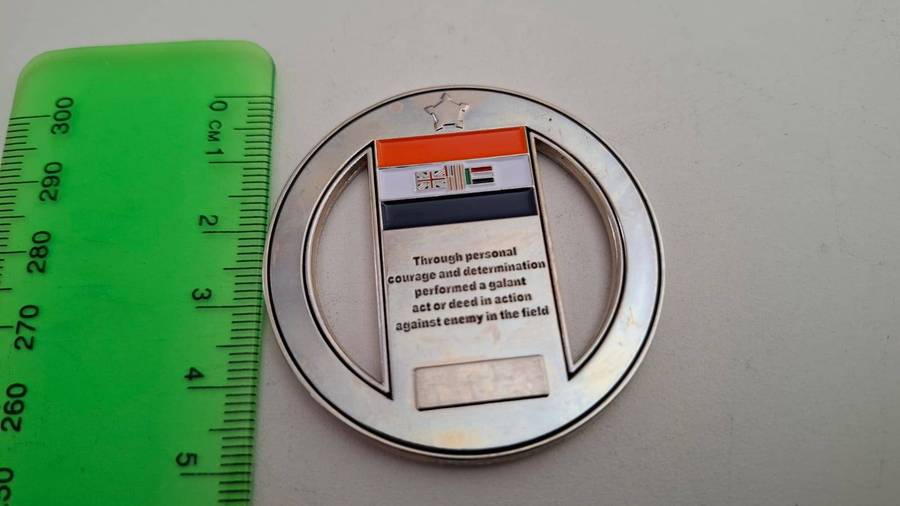 0
CM
1
2
3
4
5
300
290
280
270
260
50
Through personal
courage and determination
performed a galant
act or deed in action
against enemy in the field